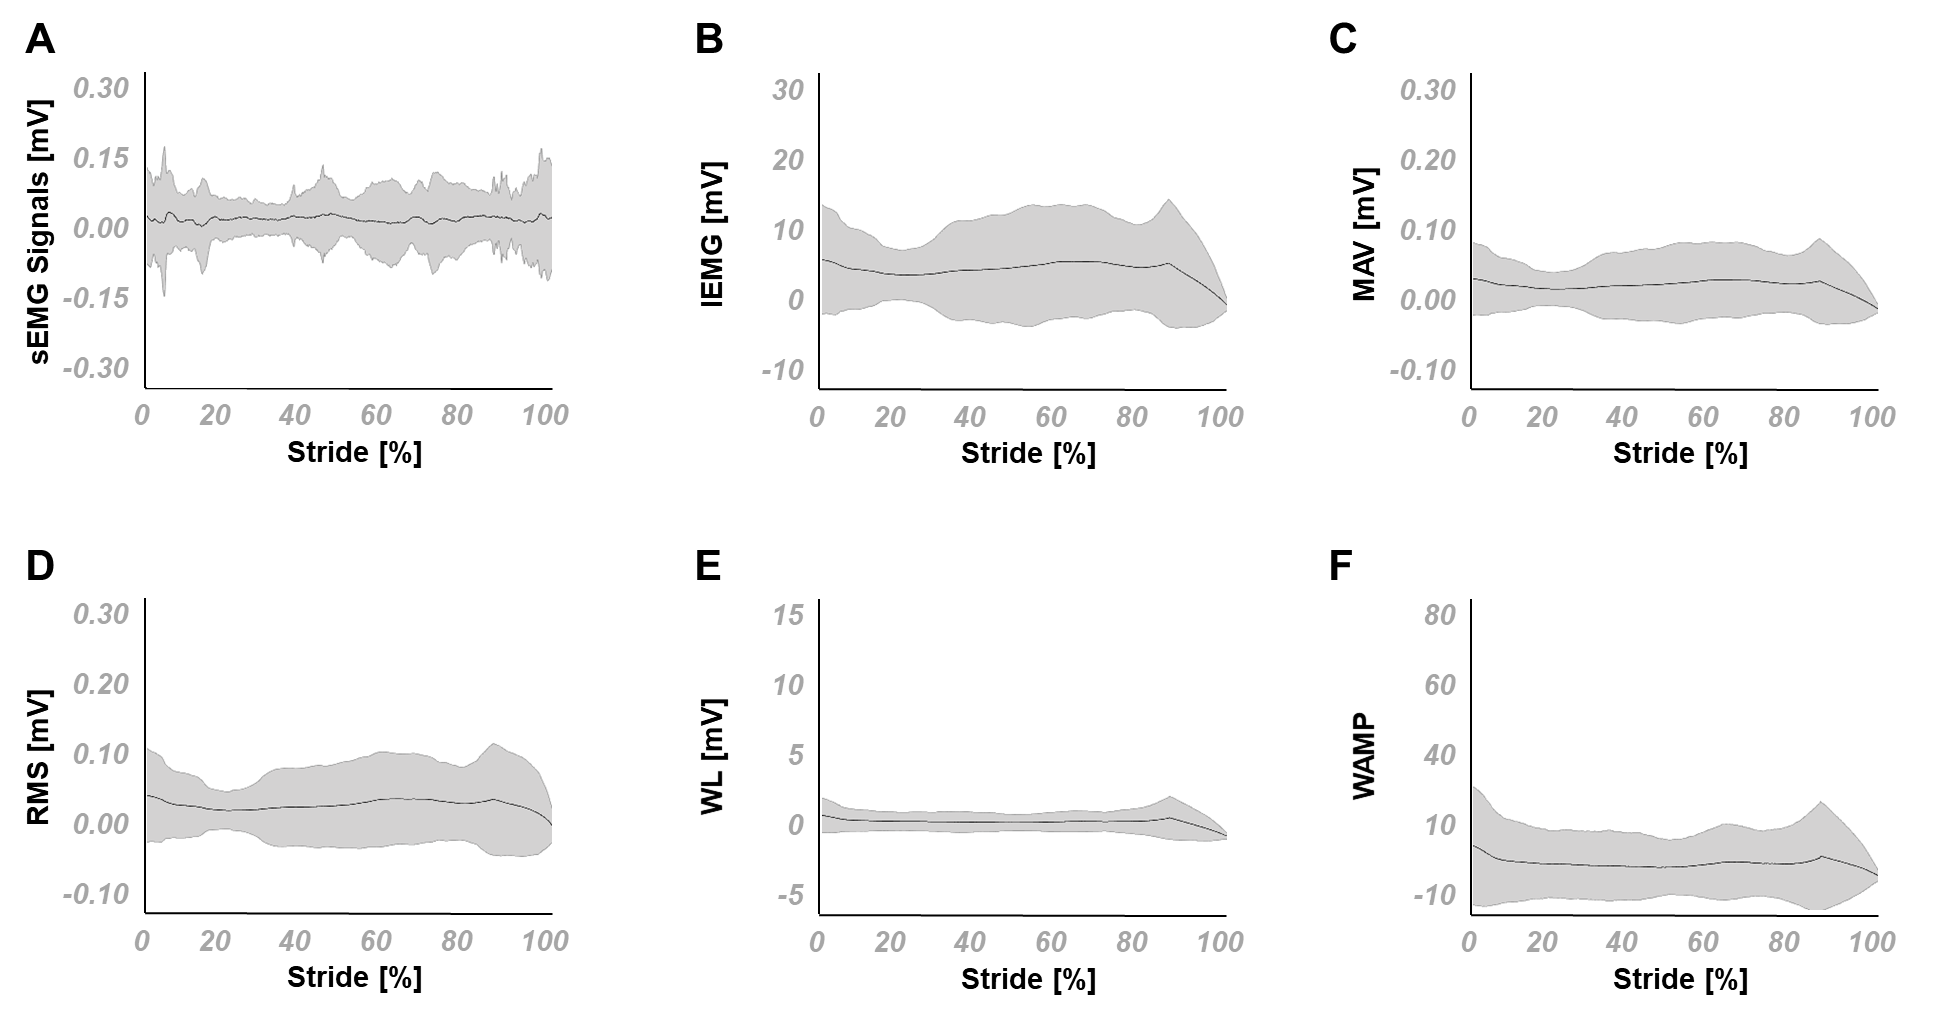 A
sEMG Signals [mV]
0.30
0.15
0.00
-0.15
-0.30
0 20 40 60 80 100
Stride [%]
B
IEMG [mV]
30
20
10
0
-10
0 20 40 60 80 100
Stride [%]
C
MAV [mV]
0.30
0.20
0.10
0.00
-0.10
0 20 40 60 80 100
Stride [%]
D
RMS [mV]
0.30
0.20
0.10
0.00
-0.10
0 20 40 60 80 100
Stride [%]
E
WL [mV]
15
10
5
0
-5
0 20 40 60 80 100
Stride [%]
F
WAMP
80
60
40
10
-10
0 20 40 60 80 100
Stride [%]